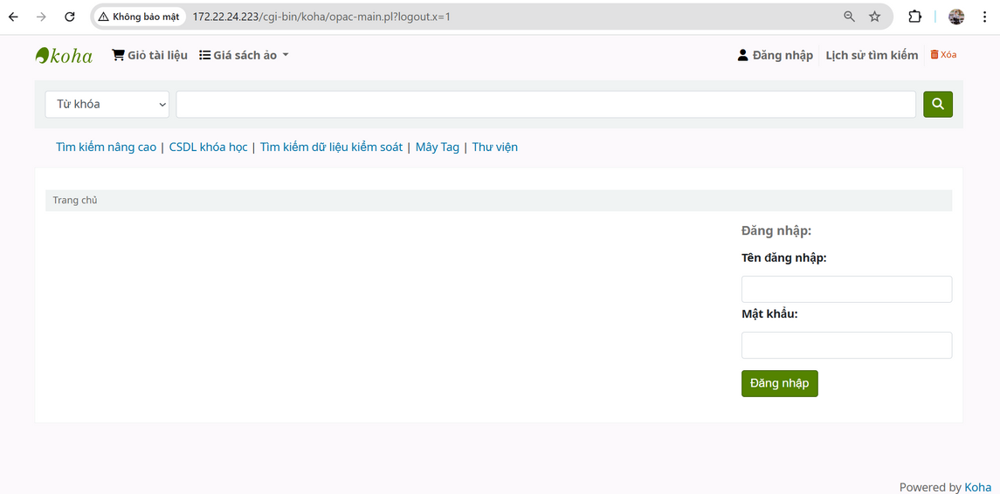 Không bảo mật 172.22.24.223/cgi-bin/koha/opac-main.pl?logout.x=1
koha Giỏ tài liệu Giá sách ảo Đăng nhập Lịch sử tìm kiếm Xóa
Từ khóa
Tìm kiếm nâng cao | CSDL khóa học | Tìm kiếm dữ liệu kiểm soát | Mây Tag | Thư viện
Trang chủ
Đăng nhập:
Tên đăng nhập:
Mật khẩu:
Đăng nhập
Powered by Koha